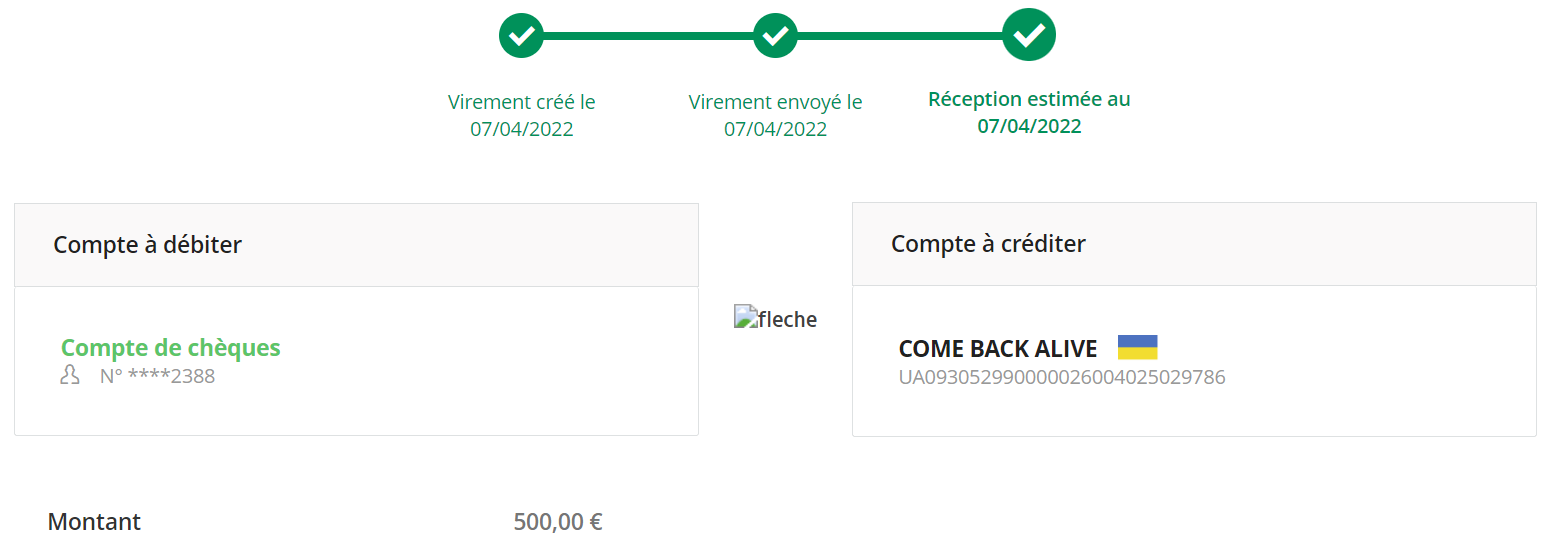 Virement créé le
07/04/2022
Virement envoyé le
07/04/2022
Réception estimée au
07/04/2022
Compte à débiter
Compte de chèques
N° ****2388
fleche
Compte à créditer
COME BACK ALIVE
UA093052990000026004025029786
Montant 500,00 €